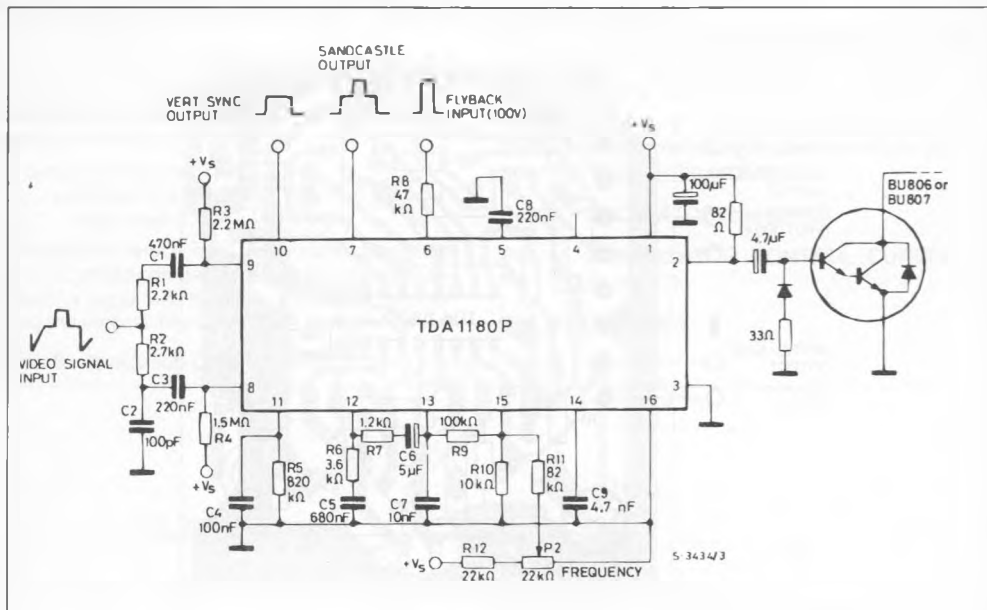 SANDCASTLE
OUTPUT
VERT SYNC
OUTPUT
FLYBACK
INPUT(100V)
+Vs
+Vs
R8
47
kΩ
C8
220nF
100µF
82
Ω
BU806 or
BU807
R3
2.2MΩ
470nF
C1
4.7µF
10
7
6
5
4
1
9
2
R1
2.2kΩ
TDA1180P
R2
2.7kΩ
33Ω
VIDEO SIGNAL
INPUT
C3
220nF
8
3
11
12
13
15
14
16
C2
100pF
1.5MΩ
R4
1.2kΩ
R7
C6
5µF
100kΩ
R9
+Vs
R5
820
kΩ
R6
3.6
kΩ
R10
10kΩ
R11
82
kΩ
C9
4.7 nF
C4
100nF
C5
680nF
C7
10nF
+Vs
R12
22kΩ
P2
22kΩ
FREQUENCY
S-3434/3